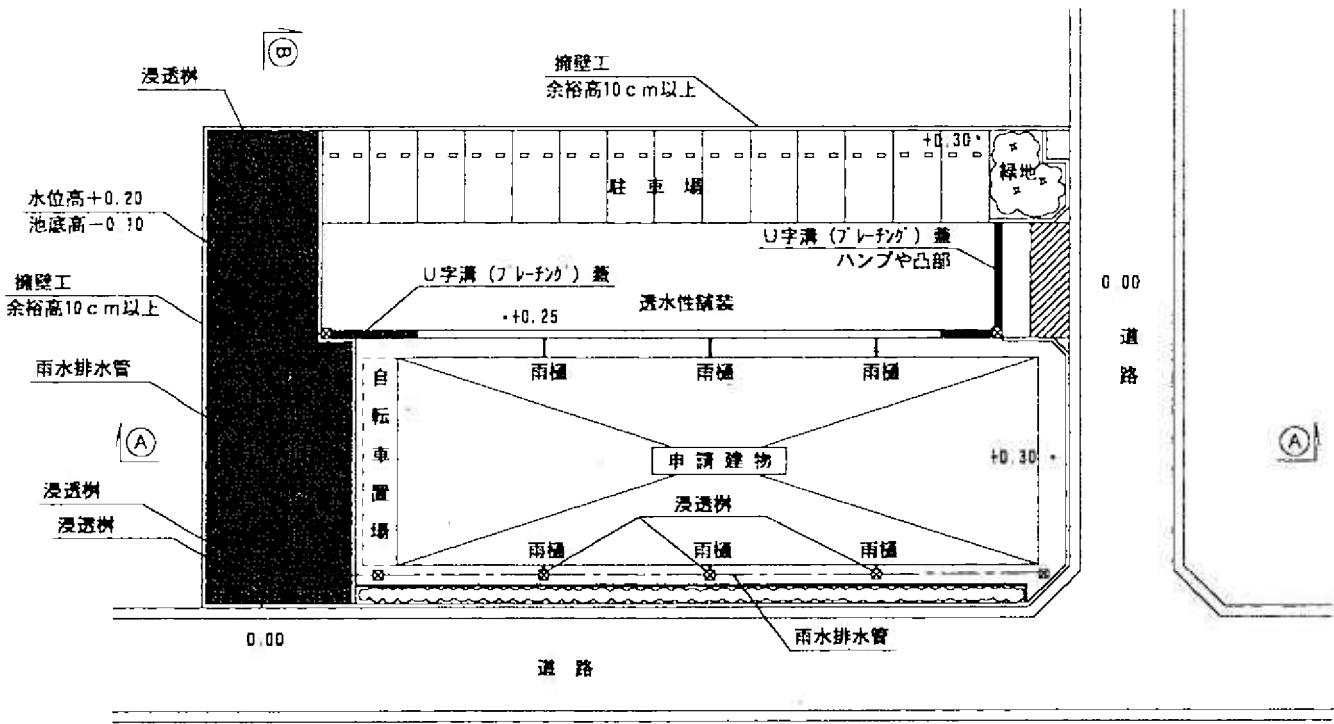 B
浸透桝
擁壁工
余裕高10cm以上
+0.30
緑地
駐車場
水位高+0.20
池底高-0.10
U字溝(グレーチング)蓋
ハンプや凸部
U字溝(グレーチング)蓋
0.00
擁壁工
余裕高10cm以上
透水性舗装
+0.25
道路
雨水排水管
雨樋
雨樋
雨樋
自転車置場
A
申請建物
+0.30
A
浸透桝
浸透桝
浸透桝
雨樋
雨樋
雨樋
0.00
雨水排水管
道路